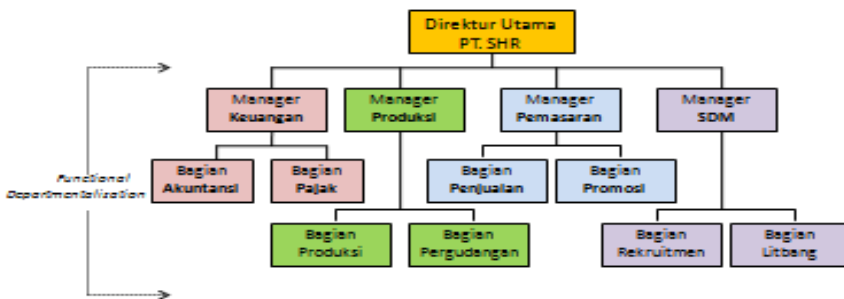 Direktur Utama
PT. SHR
Manager
Keuangan
Manager
Produksi
Manager
Pemasaran
Manager
SDM
Bagian
Akuntansi
Bagian
Pajak
Bagian
Penjualan
Bagian
Promosi
Functional
Departmentalisation
Bagian
Produksi
Bagian
Pergudangan
Bagian
Rekruitmen
Bagian
Litbang